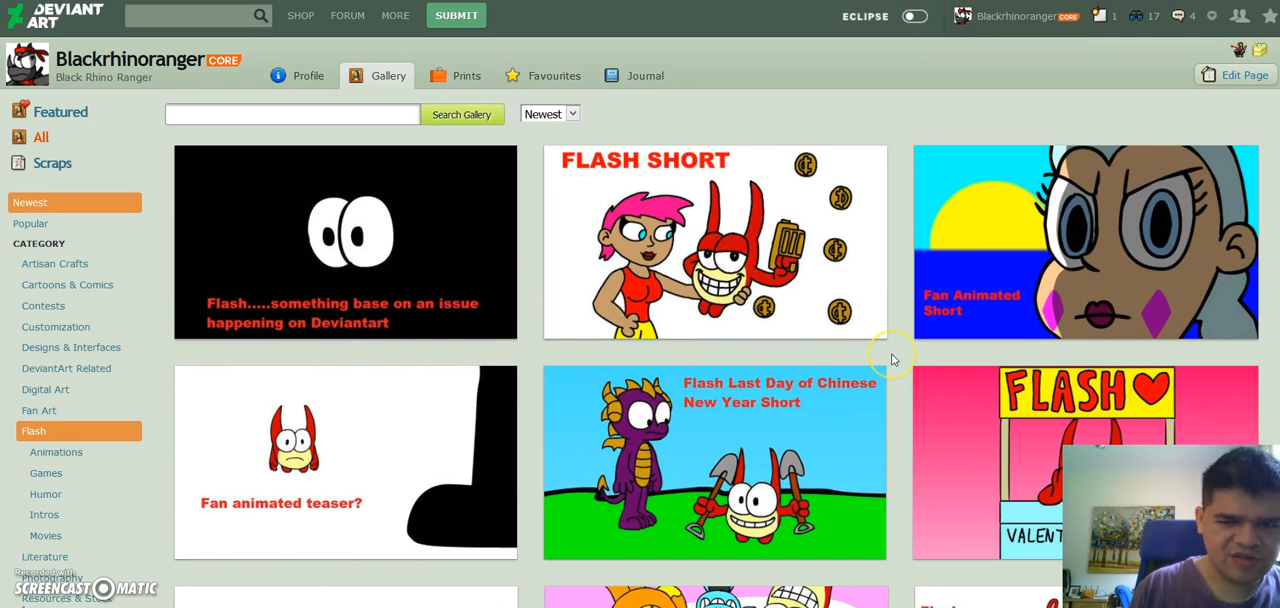 DEVIANT ART
SHOP FORUM MORE SUBMIT ECLIPSE Blackrhinoranger CORE 1 17 4
Blackrhinoranger CORE
Black Rhino Ranger
Profile Gallery Prints Favourites Journal Edit Page
Featured
All
Scraps
Search Gallery Newest
Newest
Popular
CATEGORY
Artisan Crafts
Cartoons & Comics
Contests
Customization
Designs & Interfaces
DeviantArt Related
Digital Art
Fan Art
Flash
Animations
Games
Humor
Intros
Movies
Literature
Photography
Resources & Stock
Flash.....something base on an issue
happening on Deviantart
FLASH SHORT
Fan Animated
Short
Fan animated teaser?
Flash Last Day of Chinese
New Year Short
FLASH
VALENT
Recorded with
SCREENCAST MATIC